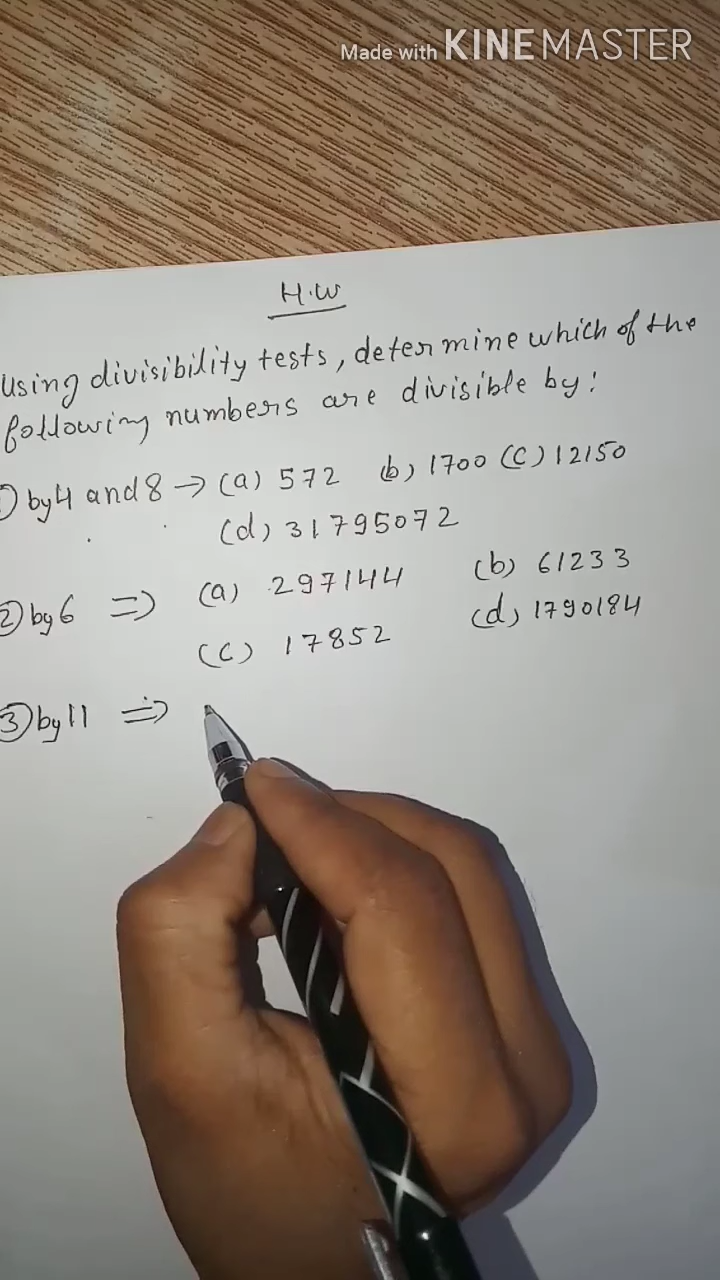 Made with KINEMASTER
H.W
Using divisibility tests, determine which of the
following numbers are divisible by:
① by 4 and 8 → (a) 572 (b) 1700 (c) 12150
(d) 31795072
② by 6 ⇒ (a) 297144 (b) 61233
(c) 17852 (d) 1790184
③ by 11 ⇒